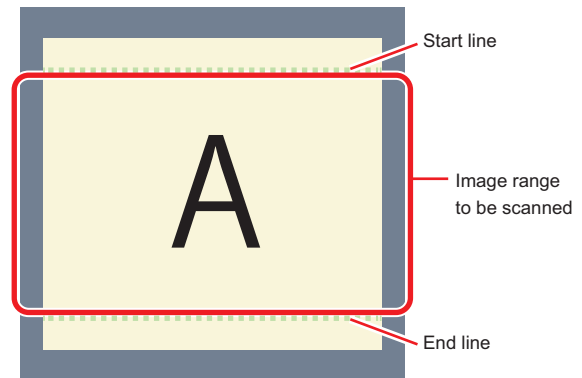 Start line
A
Image range
to be scanned
End line